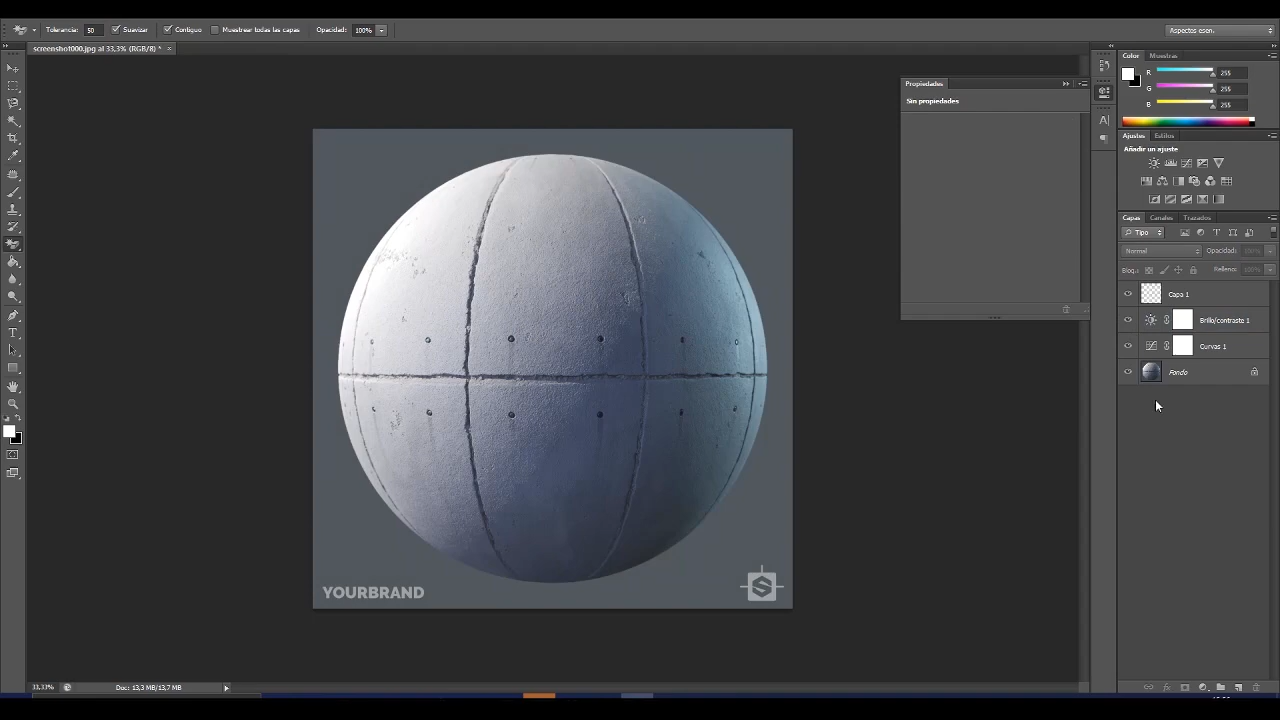 Tolerancia: 50 Suavizar Contiguo Muestrear todas las capas Opacidad: 100% Aspectos esen.
screenshot000.jpg al 33,3% (RGB/8) * ×
Color Muestras
R 255
G 255
B 255
Propiedades
Sin propiedades
Ajustes Estilos
Añadir un ajuste
Capas Canales Trazados
Tipo
Normal Opacidad: 100%
Bloq.: Relleno: 100%
Capa 1
Brillo/contraste 1
Curvas 1
Fondo
YOURBRAND
33,33% Doc: 13,3 MB/13,7 MB